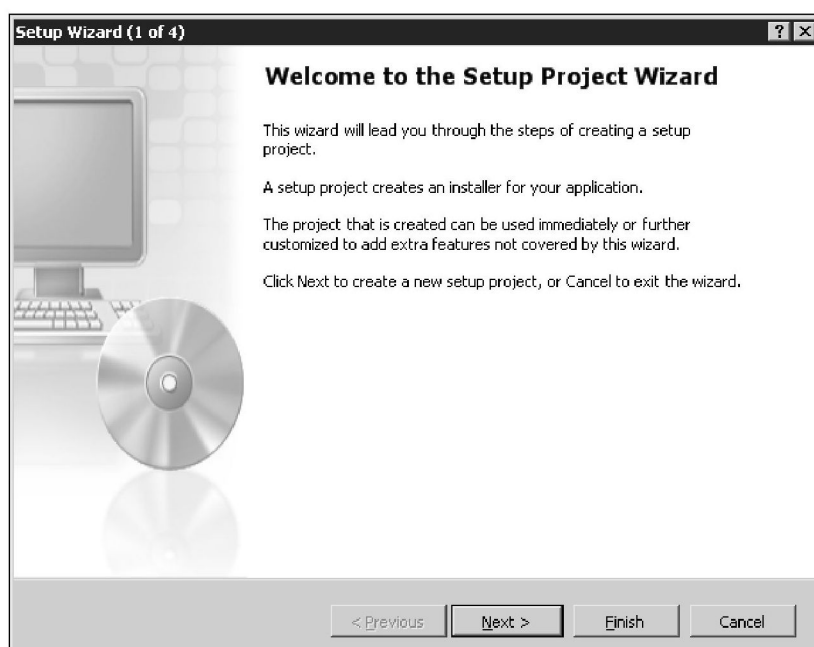 Setup Wizard (1 of 4)
? ×
Welcome to the Setup Project Wizard
This wizard will lead you through the steps of creating a setup
project.
A setup project creates an installer for your application.
The project that is created can be used immediately or further
customized to add extra features not covered by this wizard.
Click Next to create a new setup project, or Cancel to exit the wizard.
< Previous
Next >
Finish
Cancel